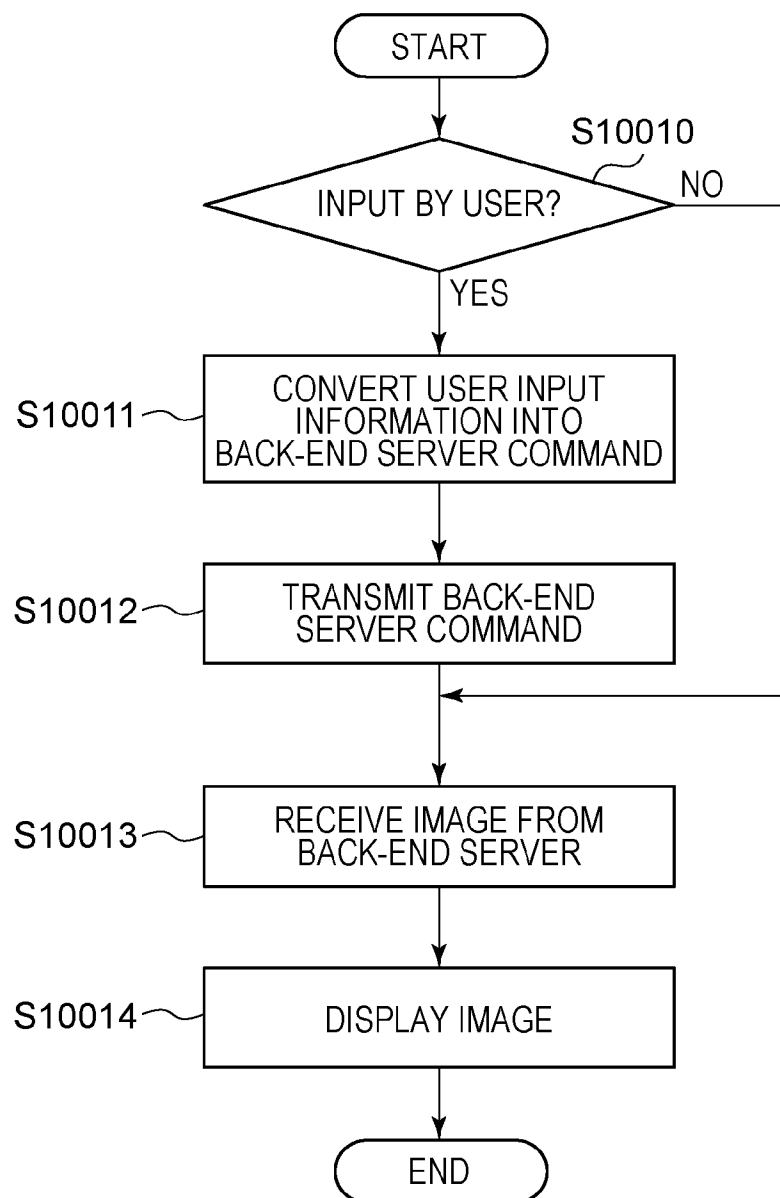 START
S10010
INPUT BY USER?
NO
YES
S10011
CONVERT USER INPUT
INFORMATION INTO
BACK-END SERVER COMMAND
S10012
TRANSMIT BACK-END
SERVER COMMAND
S10013
RECEIVE IMAGE FROM
BACK-END SERVER
S10014
DISPLAY IMAGE
END